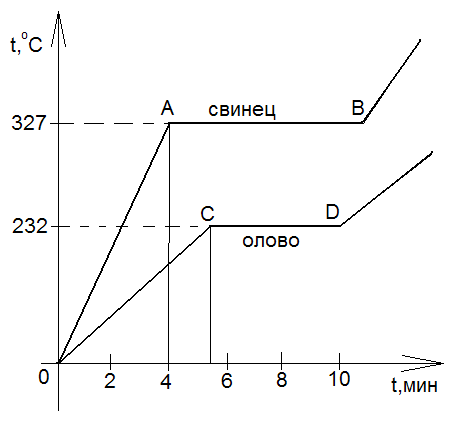 t,°C
A свинец B
327
C D
232
олово
0 2 4 6 8 10
t,мин